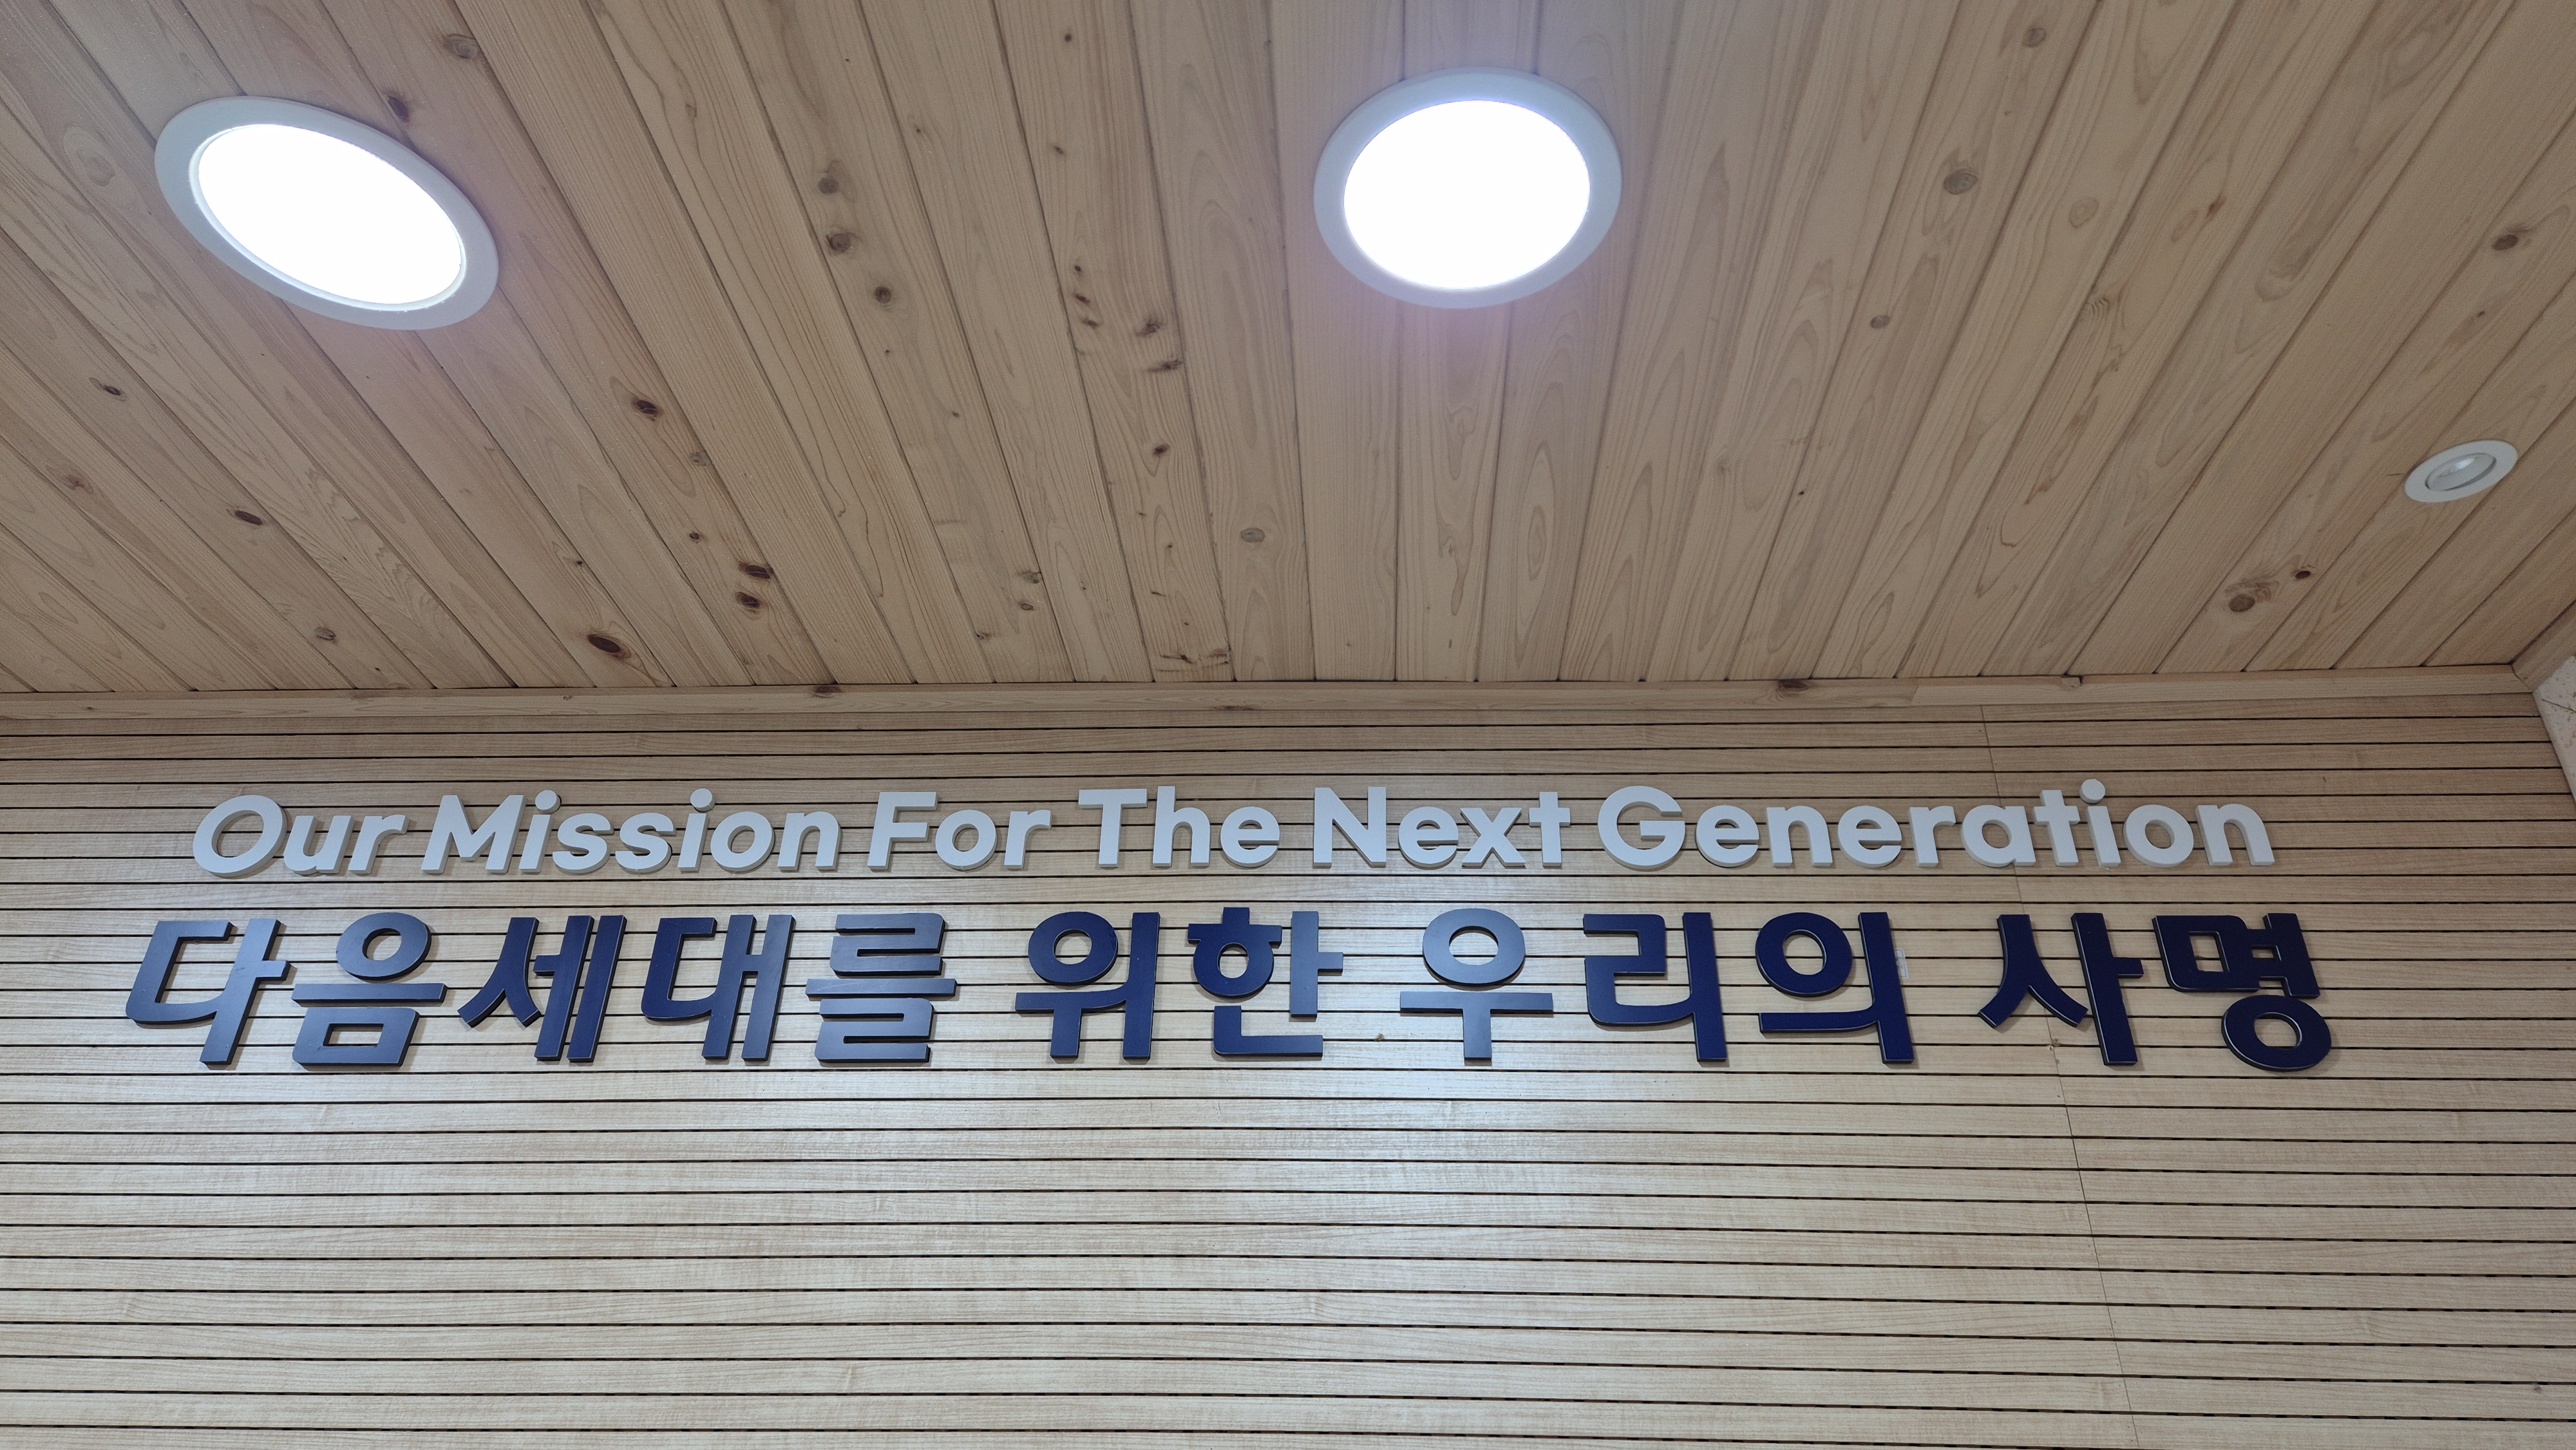 Our Mission For The Next Generation
다음세대를 위한 우리의 사명